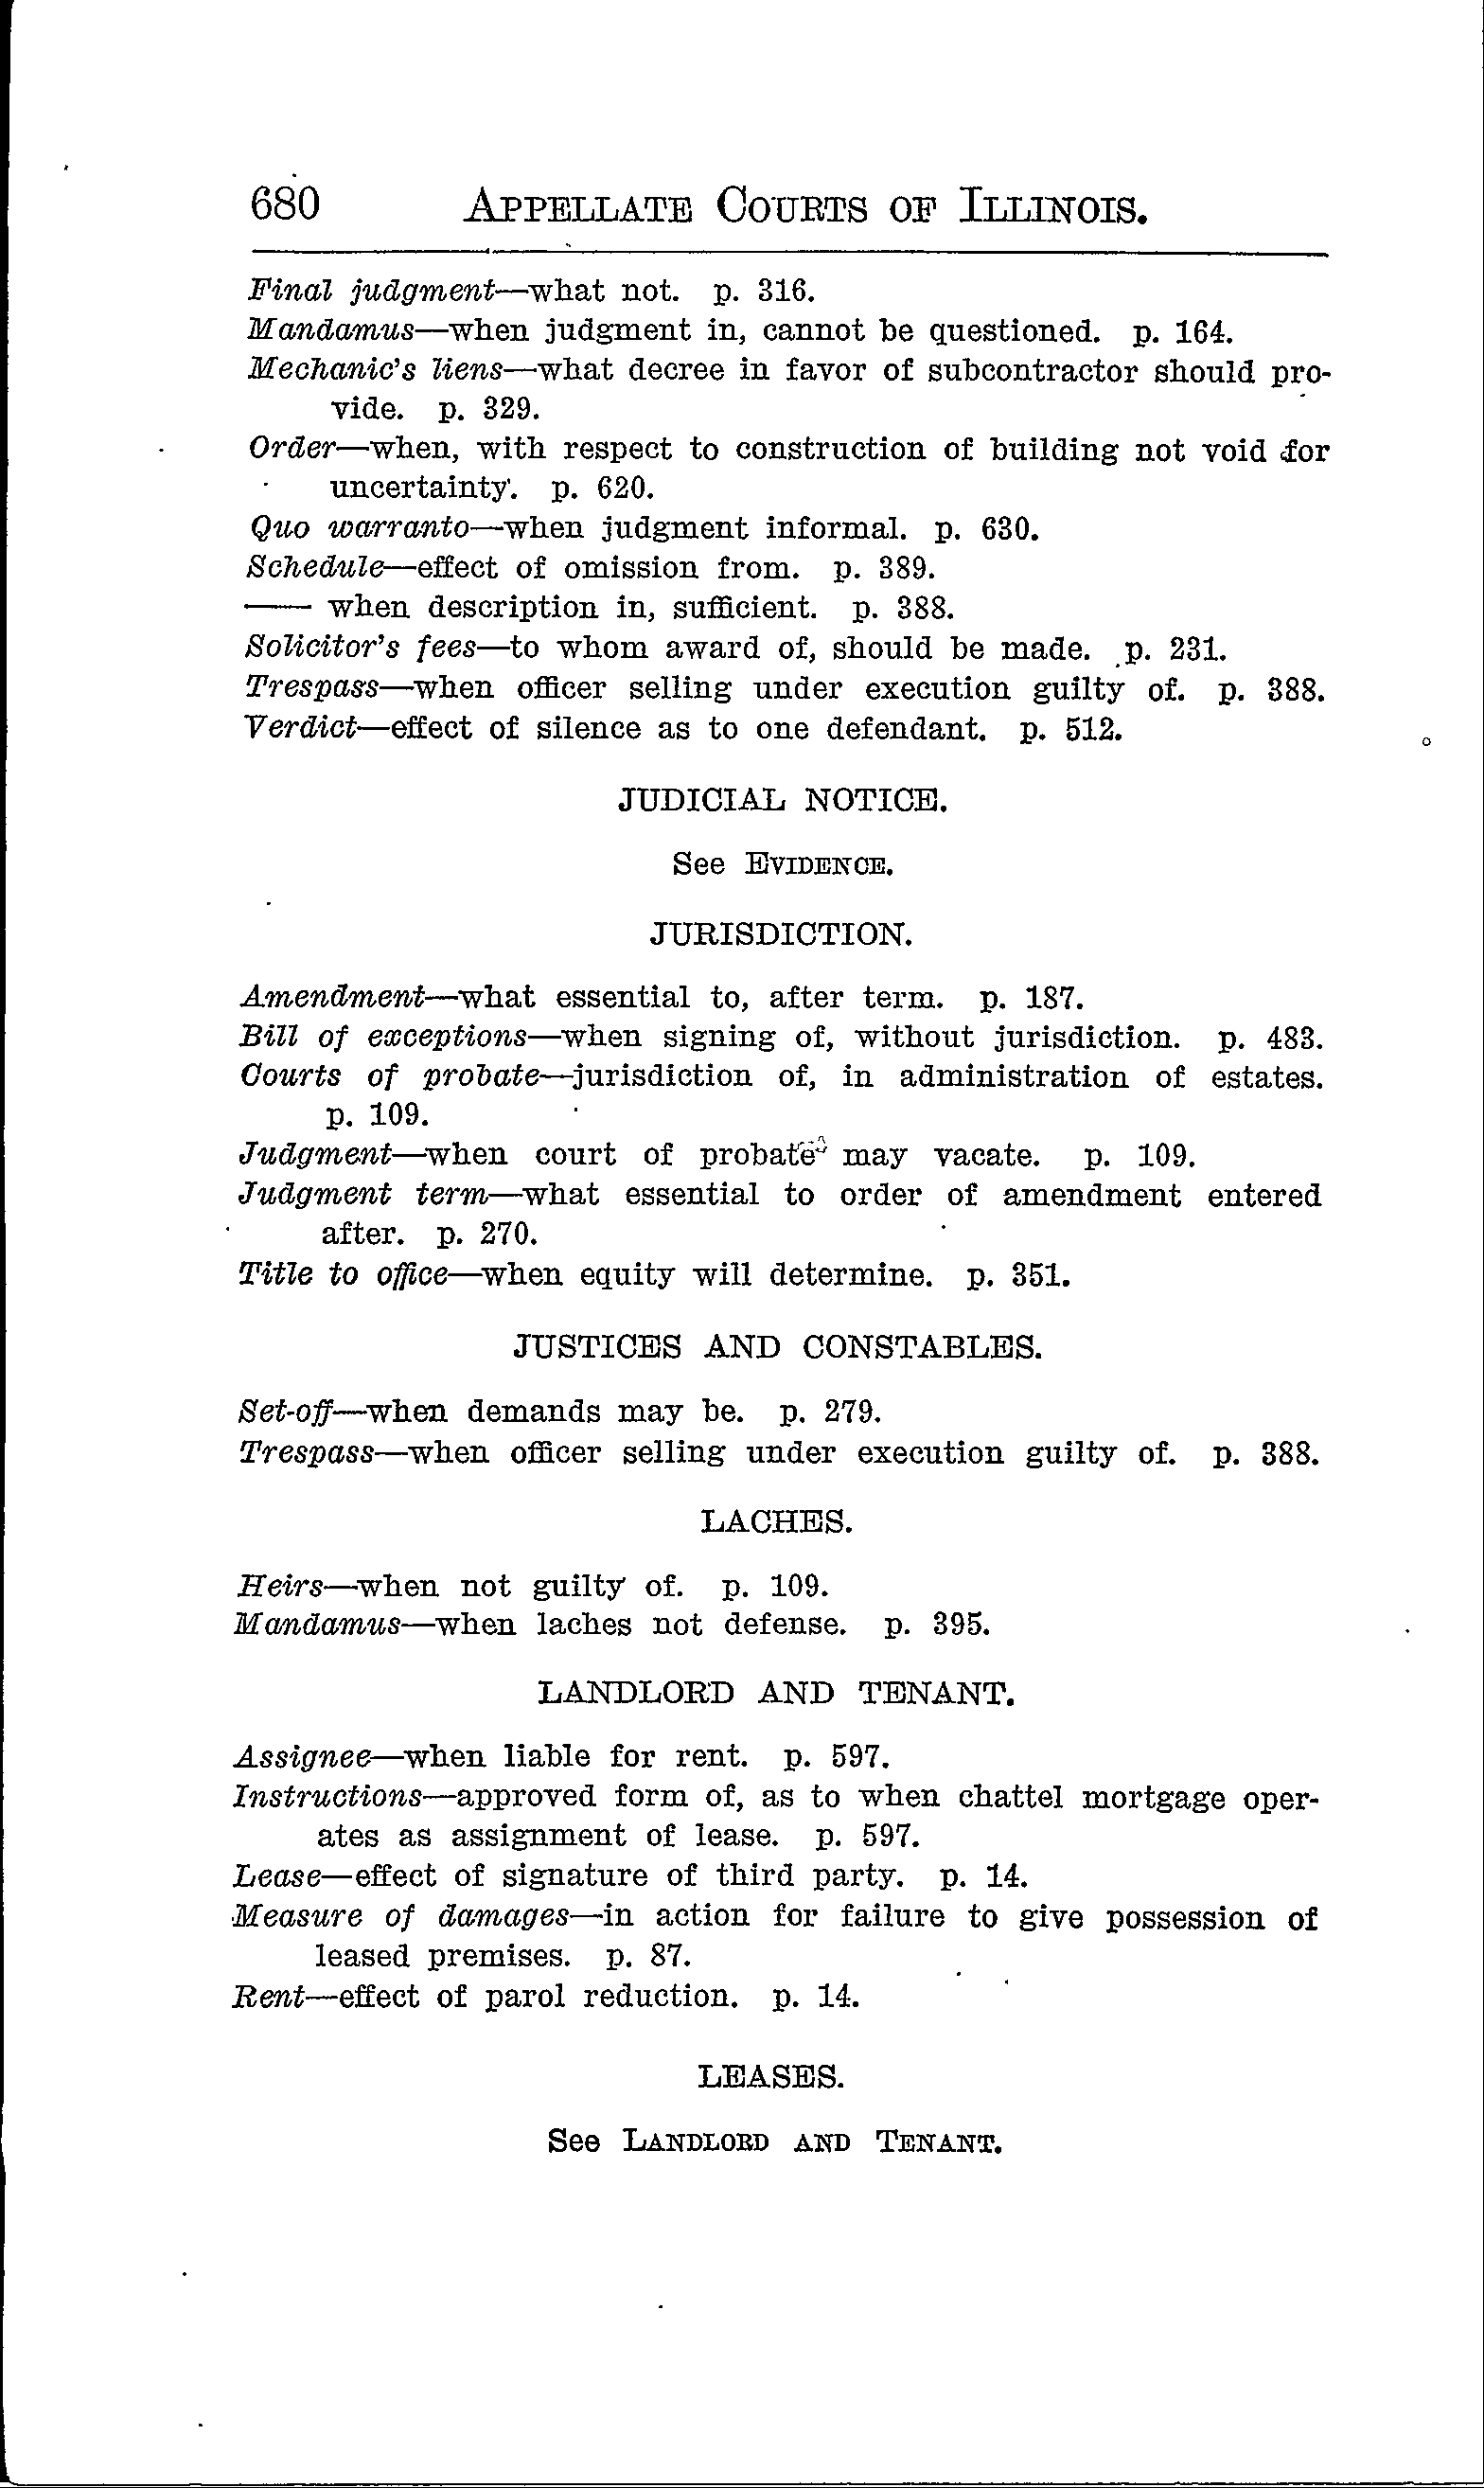 680 APPELLATE COURTS OF ILLINOIS.
Final judgment—what not. p. 316.
Mandamus—when judgment in, cannot be questioned. p. 164.
Mechanic's liens—what decree in favor of subcontractor should pro-
vide. p. 329.
Order—when, with respect to construction of building not void for
uncertainty. p. 620.
Quo warranto—when judgment informal. p. 630.
Schedule—effect of omission from. p. 389.
—— when description in, sufficient. p. 388.
Solicitor's fees—to whom award of, should be made. p. 231.
Trespass—when officer selling under execution guilty of. p. 388.
Verdict—effect of silence as to one defendant. p. 512.
JUDICIAL NOTICE.
See EVIDENCE.
JURISDICTION.
Amendment—what essential to, after term. p. 187.
Bill of exceptions—when signing of, without jurisdiction. p. 483.
Courts of probate—jurisdiction of, in administration of estates.
p. 109.
Judgment—when court of probate may vacate. p. 109.
Judgment term—what essential to order of amendment entered
after. p. 270.
Title to office—when equity will determine. p. 351.
JUSTICES AND CONSTABLES.
Set-off—when demands may be. p. 279.
Trespass—when officer selling under execution guilty of. p. 388.
LACHES.
Heirs—when not guilty of. p. 109.
Mandamus—when laches not defense. p. 395.
LANDLORD AND TENANT.
Assignee—when liable for rent. p. 597.
Instructions—approved form of, as to when chattel mortgage oper-
ates as assignment of lease. p. 597.
Lease—effect of signature of third party. p. 14.
Measure of damages—in action for failure to give possession of
leased premises. p. 87.
Rent—effect of parol reduction. p. 14.
LEASES.
See LANDLORD AND TENANT.